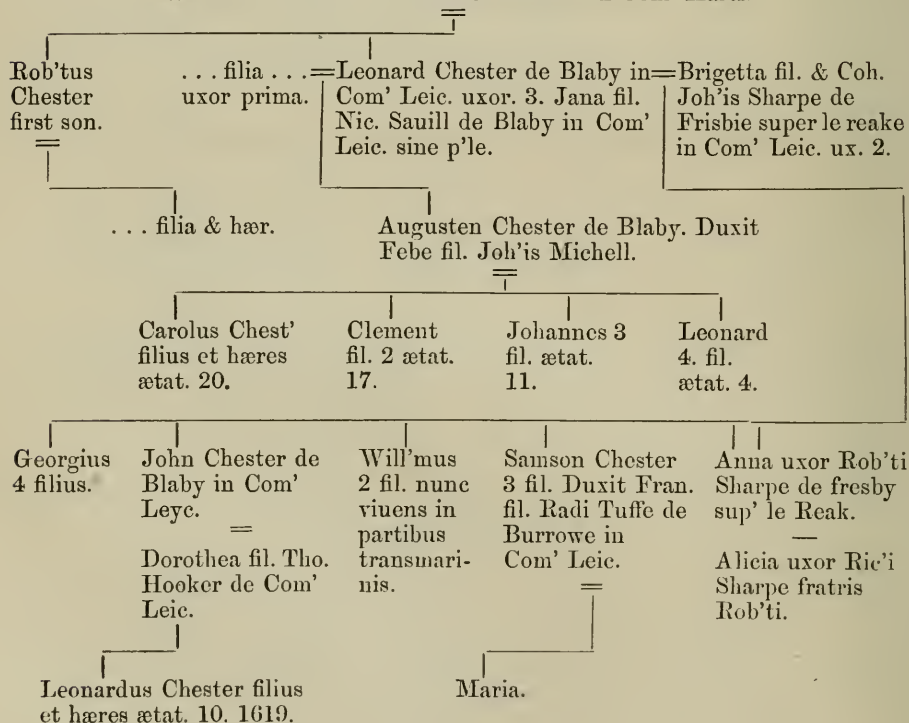 Rob'tus
Chester
first son.
. . . filia . . .
uxor prima.
=Leonard Chester de Blaby in
Com' Leic. uxor. 3. Jana fil.
Nic. Sauill de Blaby in Com'
Leic. sine p'le.
=Brigetta fil. & Coh.
Joh'is Sharpe de
Frisbie super le reake
in Com' Leic. ux. 2.
. . . filia & hær.
Augusten Chester de Blaby. Duxit
Febe fil. Joh'is Michell.
Carolus Chest'
filius et hæres
ætat. 20.
Clement
fil. 2 ætat.
17.
Johannes 3
fil. ætat.
11.
Leonard
4. fil.
ætat. 4.
Georgius
4 filius.
John Chester de
Blaby in Com'
Leyc.
=
Dorothea fil. Tho.
Hooker de Com'
Leic.
Will'mus
2 fil. nunc
viuens in
partibus
transmari-
nis.
Samson Chester
3 fil. Duxit Fran.
fil. Radi Tuffe de
Burrowe in
Com' Leic.
Anna uxor Rob'ti
Sharpe de fresby
sup' le Reak.
—
Alicia uxor Ric'i
Sharpe fratris
Rob'ti.
Leonardus Chester filius
et hæres ætat. 10. 1619.
Maria.